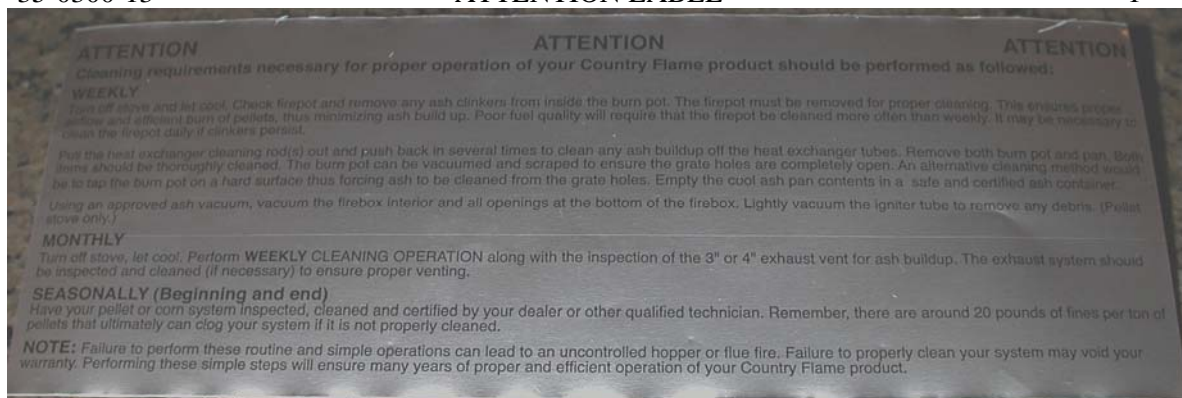 ATTENTION LABEL
ATTENTION ATTENTION ATTENTION
Cleaning requirements necessary for proper operation of your Country Flame product should be performed as followed:
WEEKLY
Turn off stove and let cool. Check firepot and remove any ash clinkers from inside the burn pot. The firepot must be removed for proper cleaning. This ensures proper
airflow and efficient burn of pellets, thus minimizing ash build up. Poor fuel quality will require that the firepot be cleaned more often than weekly. It may be necessary to
clean the firepot daily if clinkers persist.
Pull the heat exchanger cleaning rod(s) out and push back in several times to clean any ash buildup off the heat exchanger tubes. Remove both burn pot and pan. Both
items should be thoroughly cleaned. The burn pot can be vacuumed and scraped to ensure the grate holes are completely open. An alternative cleaning method would
be to tap the burn pot on a hard surface thus forcing ash to be cleaned from the grate holes. Empty the cool ash pan contents in a safe and certified ash container.
Using an approved ash vacuum, vacuum the firebox interior and all openings at the bottom of the firebox. Lightly vacuum the igniter tube to remove any debris. (Pellet
stove only.)
MONTHLY
Turn off stove, let cool. Perform WEEKLY CLEANING OPERATION along with the inspection of the 3" or 4" exhaust vent for ash buildup. The exhaust system should
be inspected and cleaned (if necessary) to ensure proper venting.
SEASONALLY (Beginning and end)
Have your pellet or corn system inspected, cleaned and certified by your dealer or other qualified technician. Remember, there are around 20 pounds of fines per ton of
pellets that ultimately can clog your system if it is not properly cleaned.
NOTE: Failure to perform these routine and simple operations can lead to an uncontrolled hopper or flue fire. Failure to properly clean your system may void your
warranty. Performing these simple steps will ensure many years of proper and efficient operation of your Country Flame product.